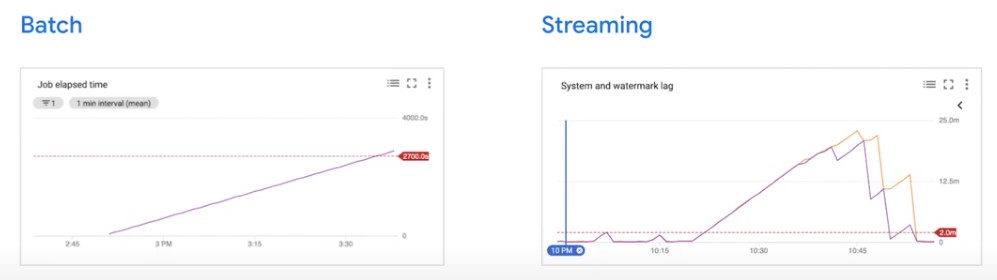 Batch
Job elapsed time
1
1 min interval (mean)
4000.0s
2700.0s
0
2:45
3 PM
3:15
3:30
Streaming
System and watermark lag
25.0m
12.5m
2.0m
0
10 PM
10:15
10:30
10:45